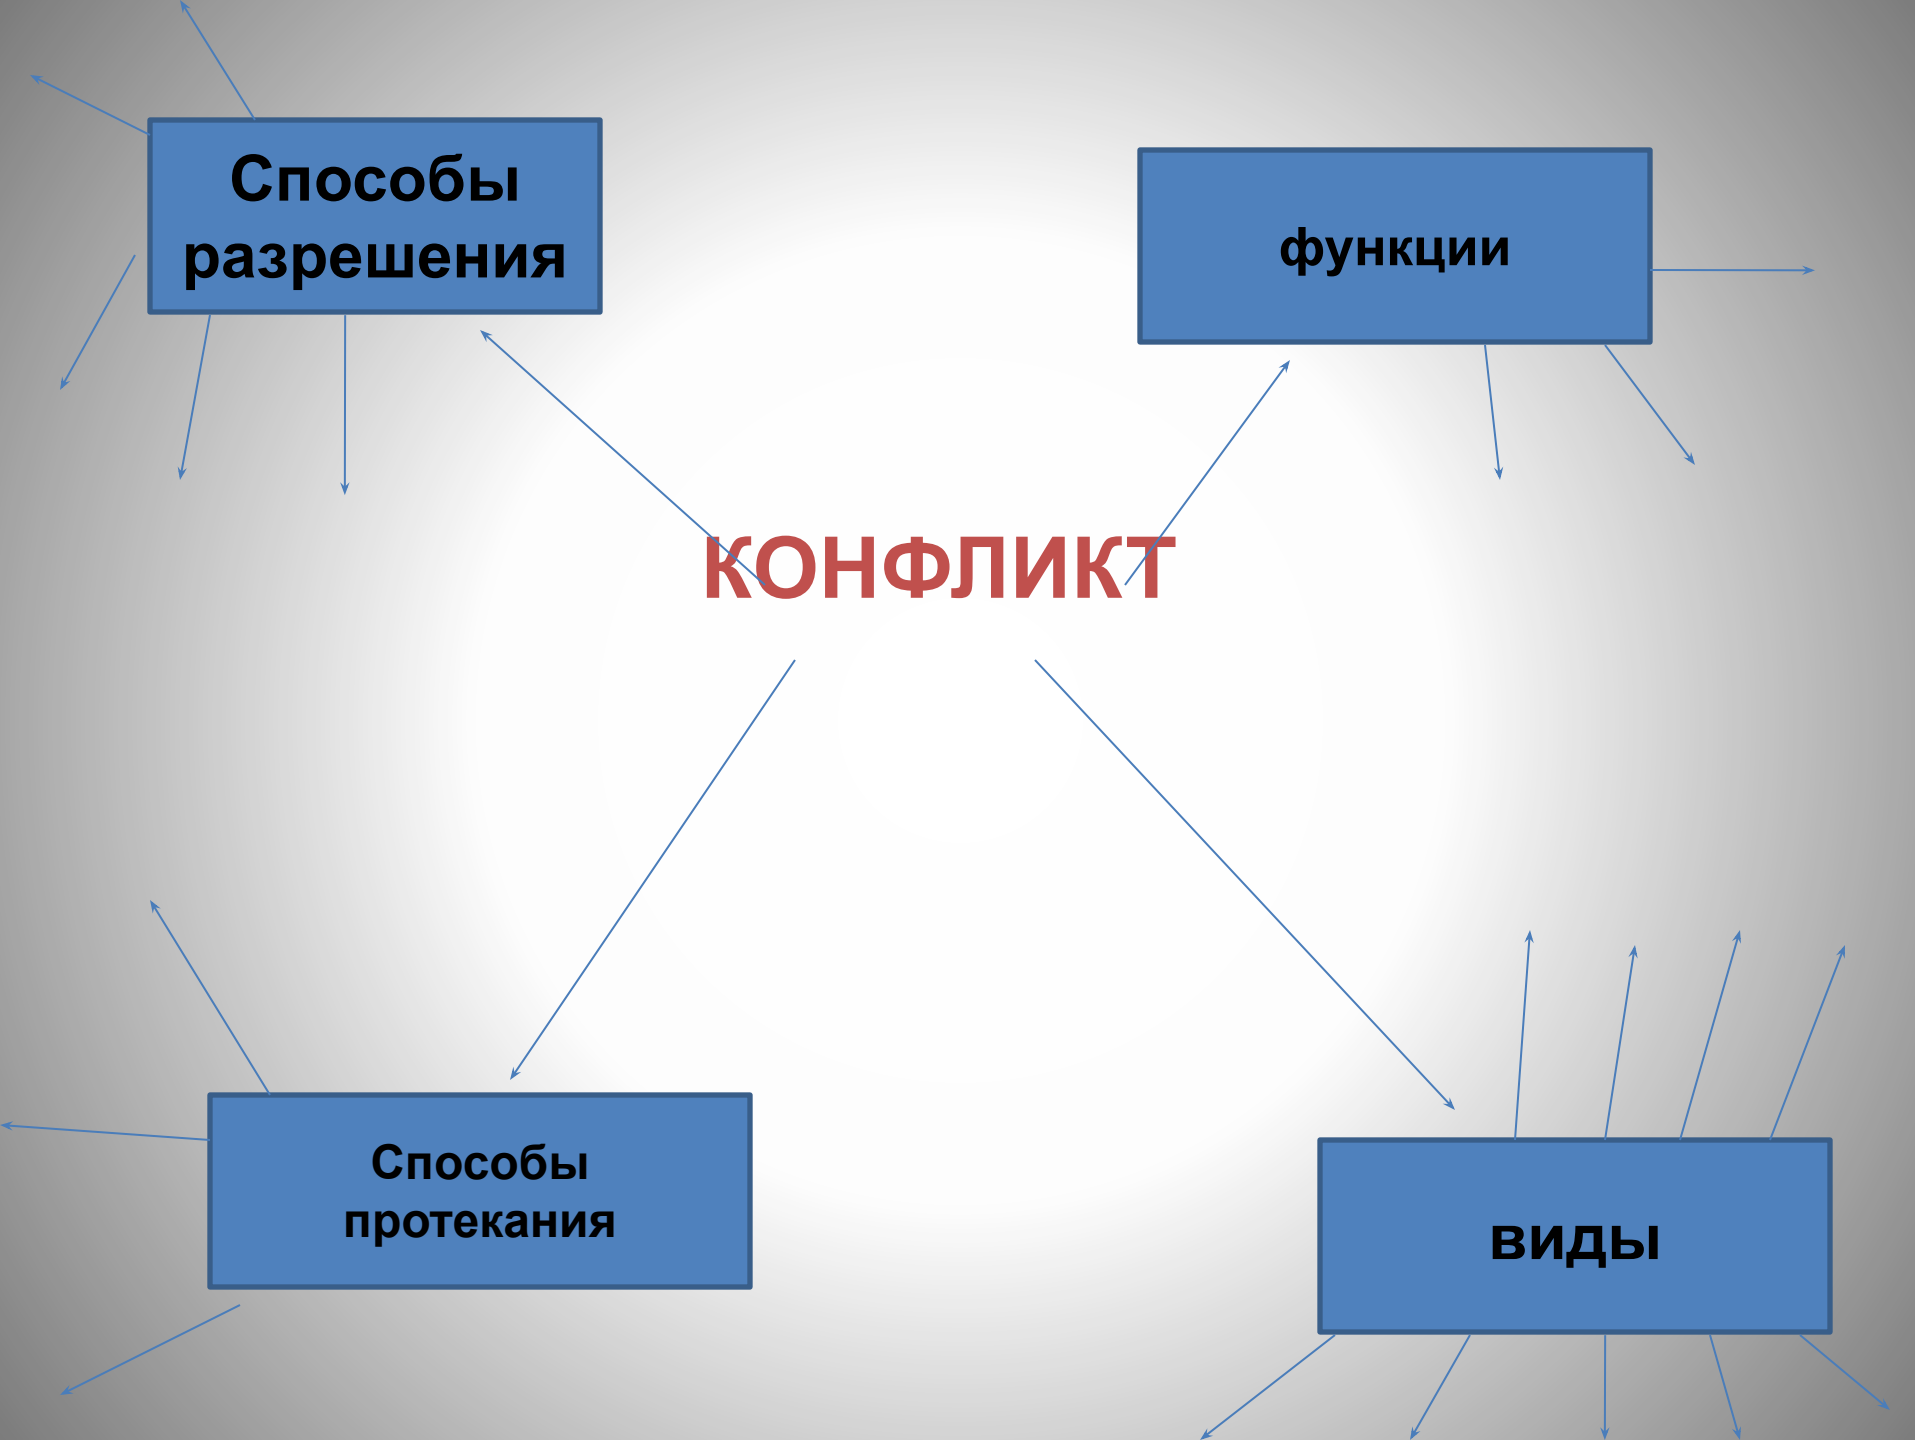 Способы
разрешения
функции
КОНФЛИКТ
Способы
протекания
виды